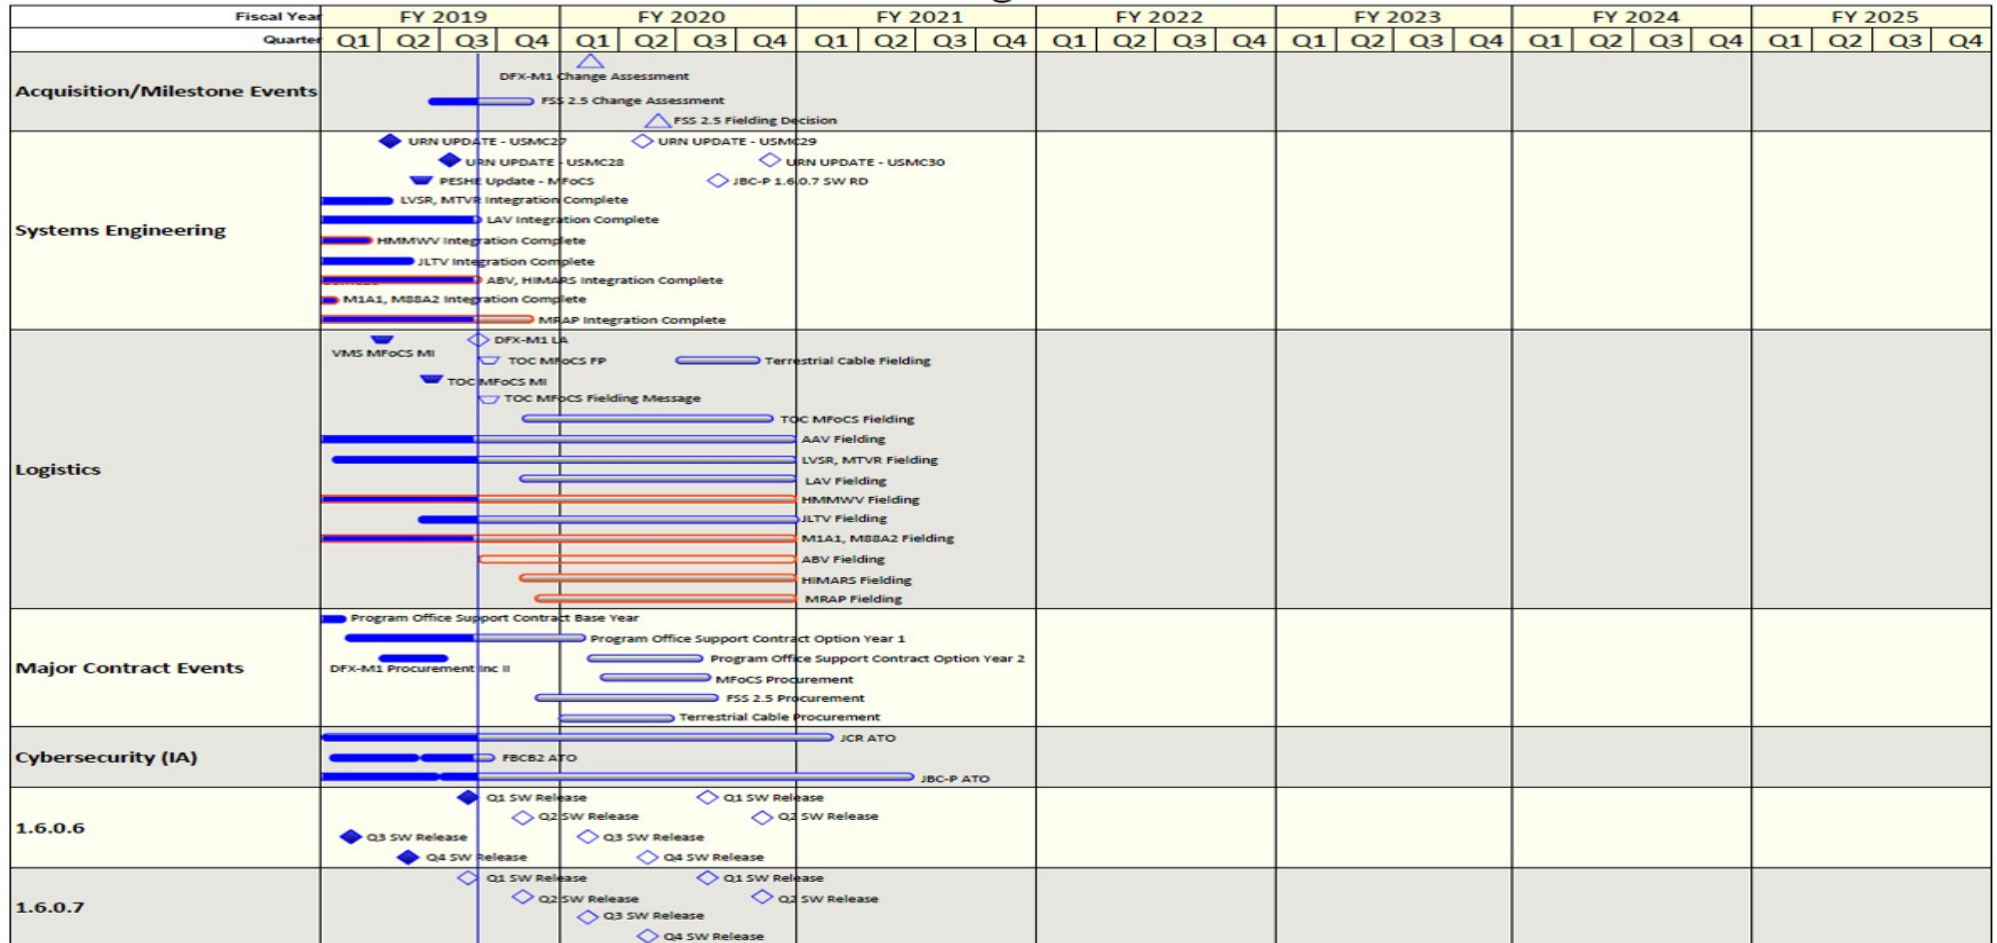 Fiscal Year FY 2019 FY 2020 FY 2021 FY 2022 FY 2023 FY 2024 FY 2025
Quarter Q1 Q2 Q3 Q4 Q1 Q2 Q3 Q4 Q1 Q2 Q3 Q4 Q1 Q2 Q3 Q4 Q1 Q2 Q3 Q4 Q1 Q2 Q3 Q4 Q1 Q2 Q3 Q4
Acquisition/Milestone Events
DFX-M1 Change Assessment
FSS 2.5 Change Assessment
FSS 2.5 Fielding Decision
Systems Engineering
URN UPDATE - USMC27 URN UPDATE - USMC29
URN UPDATE - USMC28 URN UPDATE - USMC30
PESHE Update - MFoCS JBC-P 1.6.0.7 SW RD
LVSR, MTVR Integration Complete
LAV Integration Complete
HMMWV Integration Complete
JLTV Integration Complete
ABV, HIMARS Integration Complete
M1A1, M88A2 Integration Complete
MRAP Integration Complete
Logistics
DFX-M1 LA
VMS MFoCS MI
TOC MFoCS FP Terrestrial Cable Fielding
TOC MFoCS MI
TOC MFoCS Fielding Message
TOC MFoCS Fielding
AAV Fielding
LVSR, MTVR Fielding
LAV Fielding
HMMWV Fielding
JLTV Fielding
M1A1, M88A2 Fielding
ABV Fielding
HIMARS Fielding
MRAP Fielding
Major Contract Events
Program Office Support Contract Base Year
Program Office Support Contract Option Year 1
Program Office Support Contract Option Year 2
DFX-M1 Procurement Inc II
MFoCS Procurement
FSS 2.5 Procurement
Terrestrial Cable Procurement
Cybersecurity (IA)
JCR ATO
FBCB2 ATO
JBC-P ATO
1.6.0.6
Q1 SW Release Q1 SW Release
Q2 SW Release Q2 SW Release
Q3 SW Release Q3 SW Release
Q4 SW Release Q4 SW Release
1.6.0.7
Q1 SW Release Q1 SW Release
Q2 SW Release Q2 SW Release
Q3 SW Release
Q4 SW Release